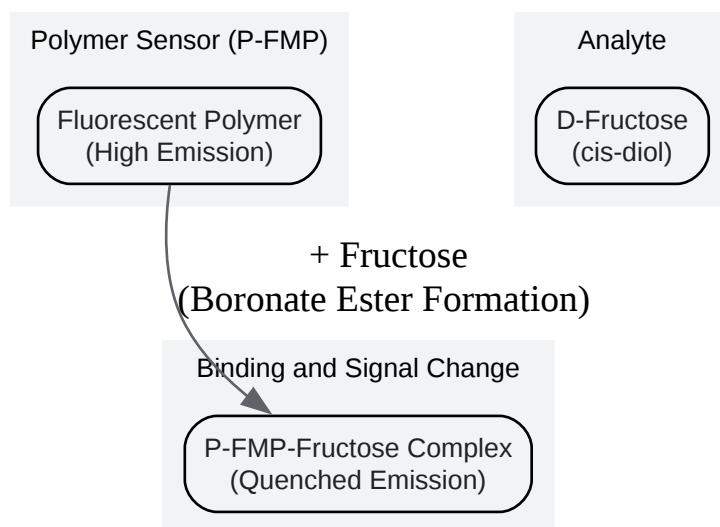 Polymer Sensor (P-FMP)
Analyte
Fluorescent Polymer
(High Emission)
D-Fructose
(cis-diol)
+ Fructose
(Boronate Ester Formation)
Binding and Signal Change
P-FMP-Fructose Complex
(Quenched Emission)